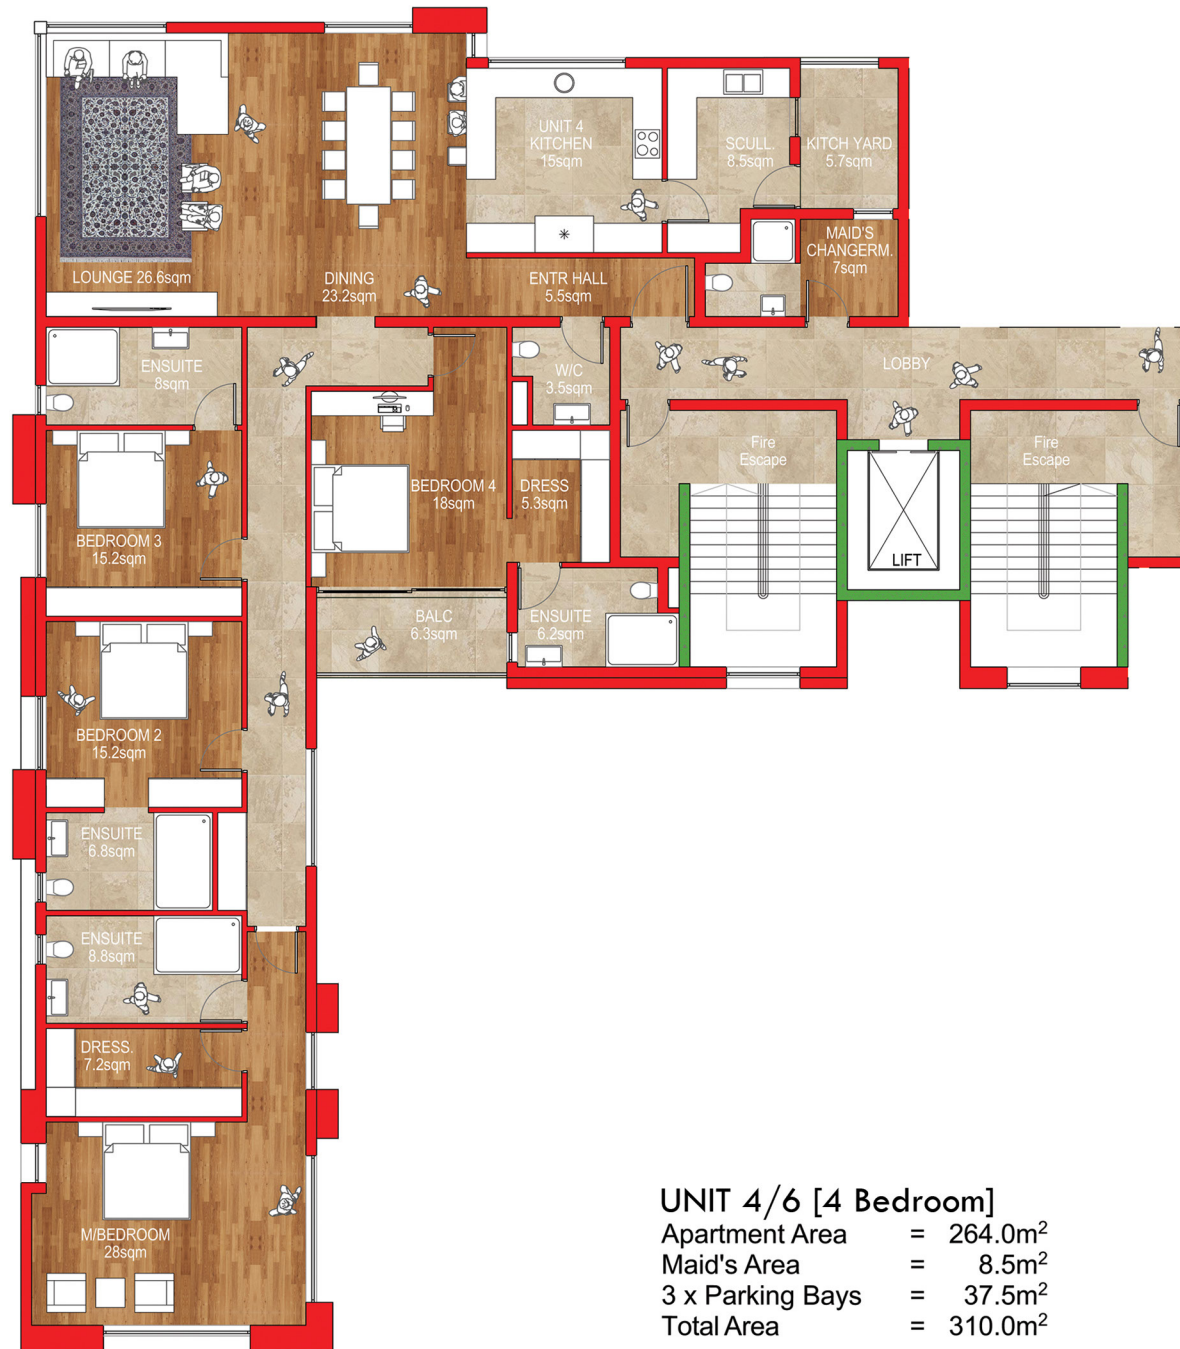 UNIT 4
KITCHEN
15sqm
SCULL.
8.5sqm
KITCH YARD
5.7sqm
LOUNGE 26.6sqm
DINING
23.2sqm
ENTR HALL
5.5sqm
MAID'S
CHANGERM.
7sqm
ENSUITE
8sqm
W/C
3.5sqm
LOBBY
Fire
Escape
Fire
Escape
BEDROOM 4
18sqm
DRESS
5.3sqm
BEDROOM 3
15.2sqm
LIFT
BALC
6.3sqm
ENSUITE
6.2sqm
BEDROOM 2
15.2sqm
ENSUITE
6.8sqm
ENSUITE
8.8sqm
DRESS.
7.2sqm
M/BEDROOM
28sqm
UNIT 4/6 [4 Bedroom]
Apartment Area = 264.0m²
Maid's Area = 8.5m²
3 x Parking Bays = 37.5m²
Total Area = 310.0m²